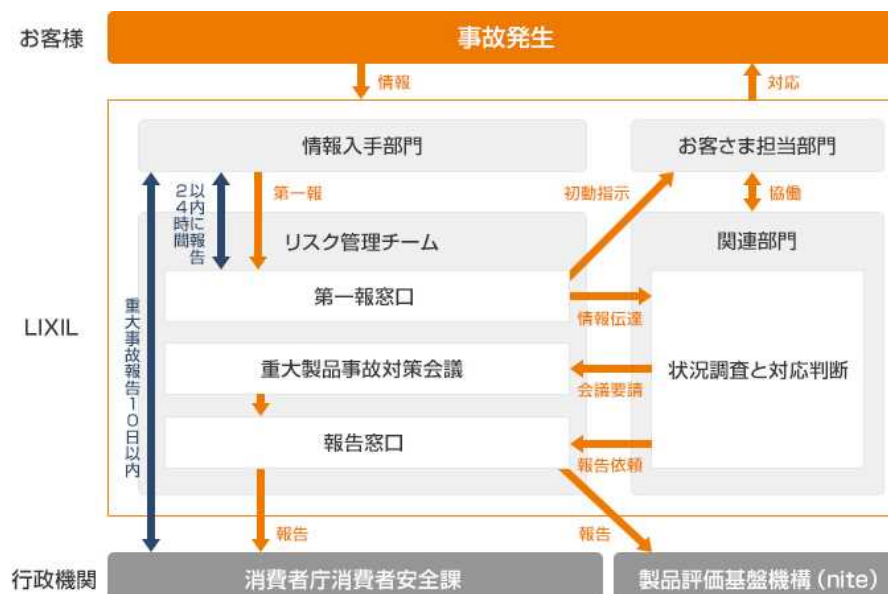 お客様
事故発生
情報
対応
情報入手部門
お客さま担当部門
２４時間
以内に報告
第一報
初動指示
協働
リスク管理チーム
関連部門
第一報窓口
情報伝達
LIXIL
重大事故報告１０日以内
重大製品事故対策会議
会議要請
状況調査と対応判断
報告窓口
報告依頼
報告
報告
行政機関
消費者庁消費者安全課
製品評価基盤機構（nite）